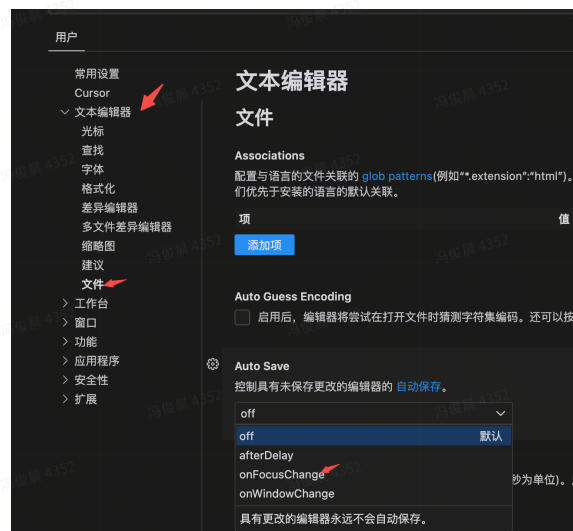 用户
常用设置
Cursor
文本编辑器
光标
查找
字体
格式化
差异编辑器
多文件差异编辑器
缩略图
建议
文件
工作台
窗口
功能
应用程序
安全性
扩展
文本编辑器
文件
Associations
配置与语言的文件关联的 glob patterns(例如"*.extension":"html")。
们优先于安装的语言的默认关联。
项 值
添加项
Auto Guess Encoding
启用后，编辑器将尝试在打开文件时猜测字符集编码。还可以按
Auto Save
控制具有未保存更改的编辑器的 自动保存。
off
off 默认
afterDelay
onFocusChange
onWindowChange
秒为单位)。
具有更改的编辑器永远不会自动保存。
冯俊晨 4352